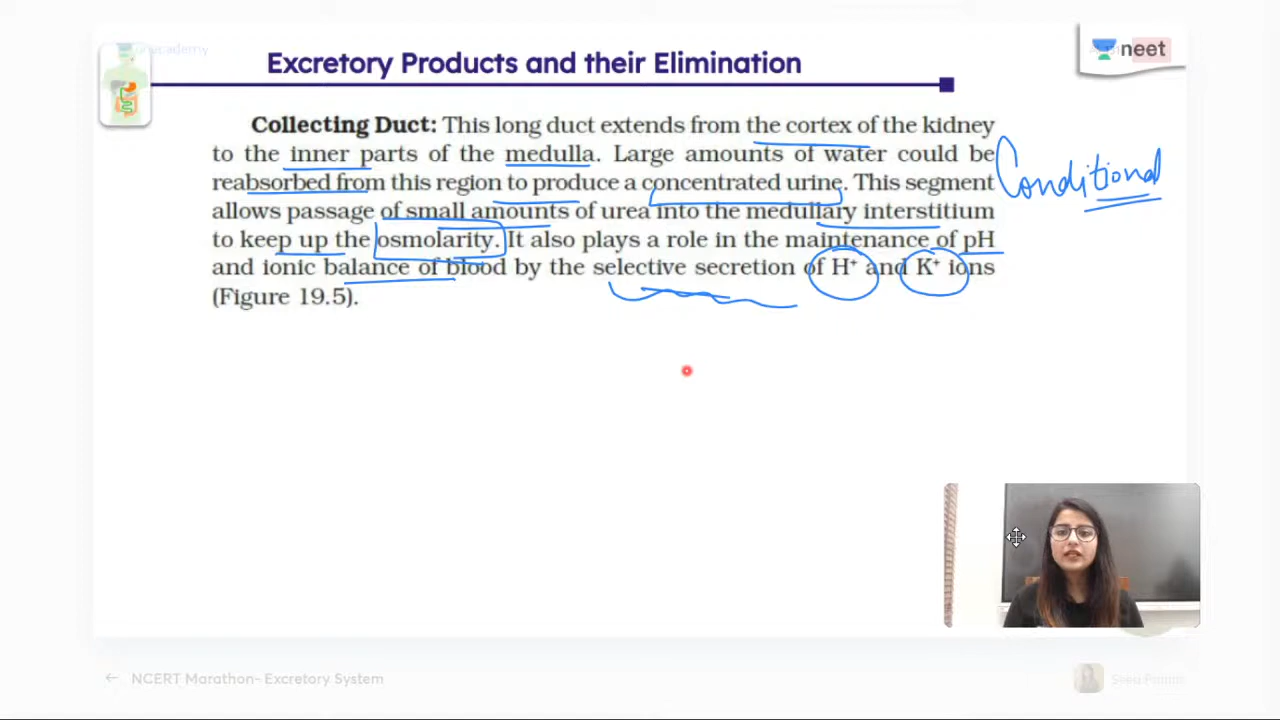 Excretory Products and their Elimination
neet
Collecting Duct: This long duct extends from the cortex of the kidney
to the inner parts of the medulla. Large amounts of water could be
reabsorbed from this region to produce a concentrated urine. This segment
allows passage of small amounts of urea into the medullary interstitium
to keep up the osmolarity. It also plays a role in the maintenance of pH
and ionic balance of blood by the selective secretion of H⁺ and K⁺ ions
(Figure 19.5).
Conditional
NCERT Marathon- Excretory System